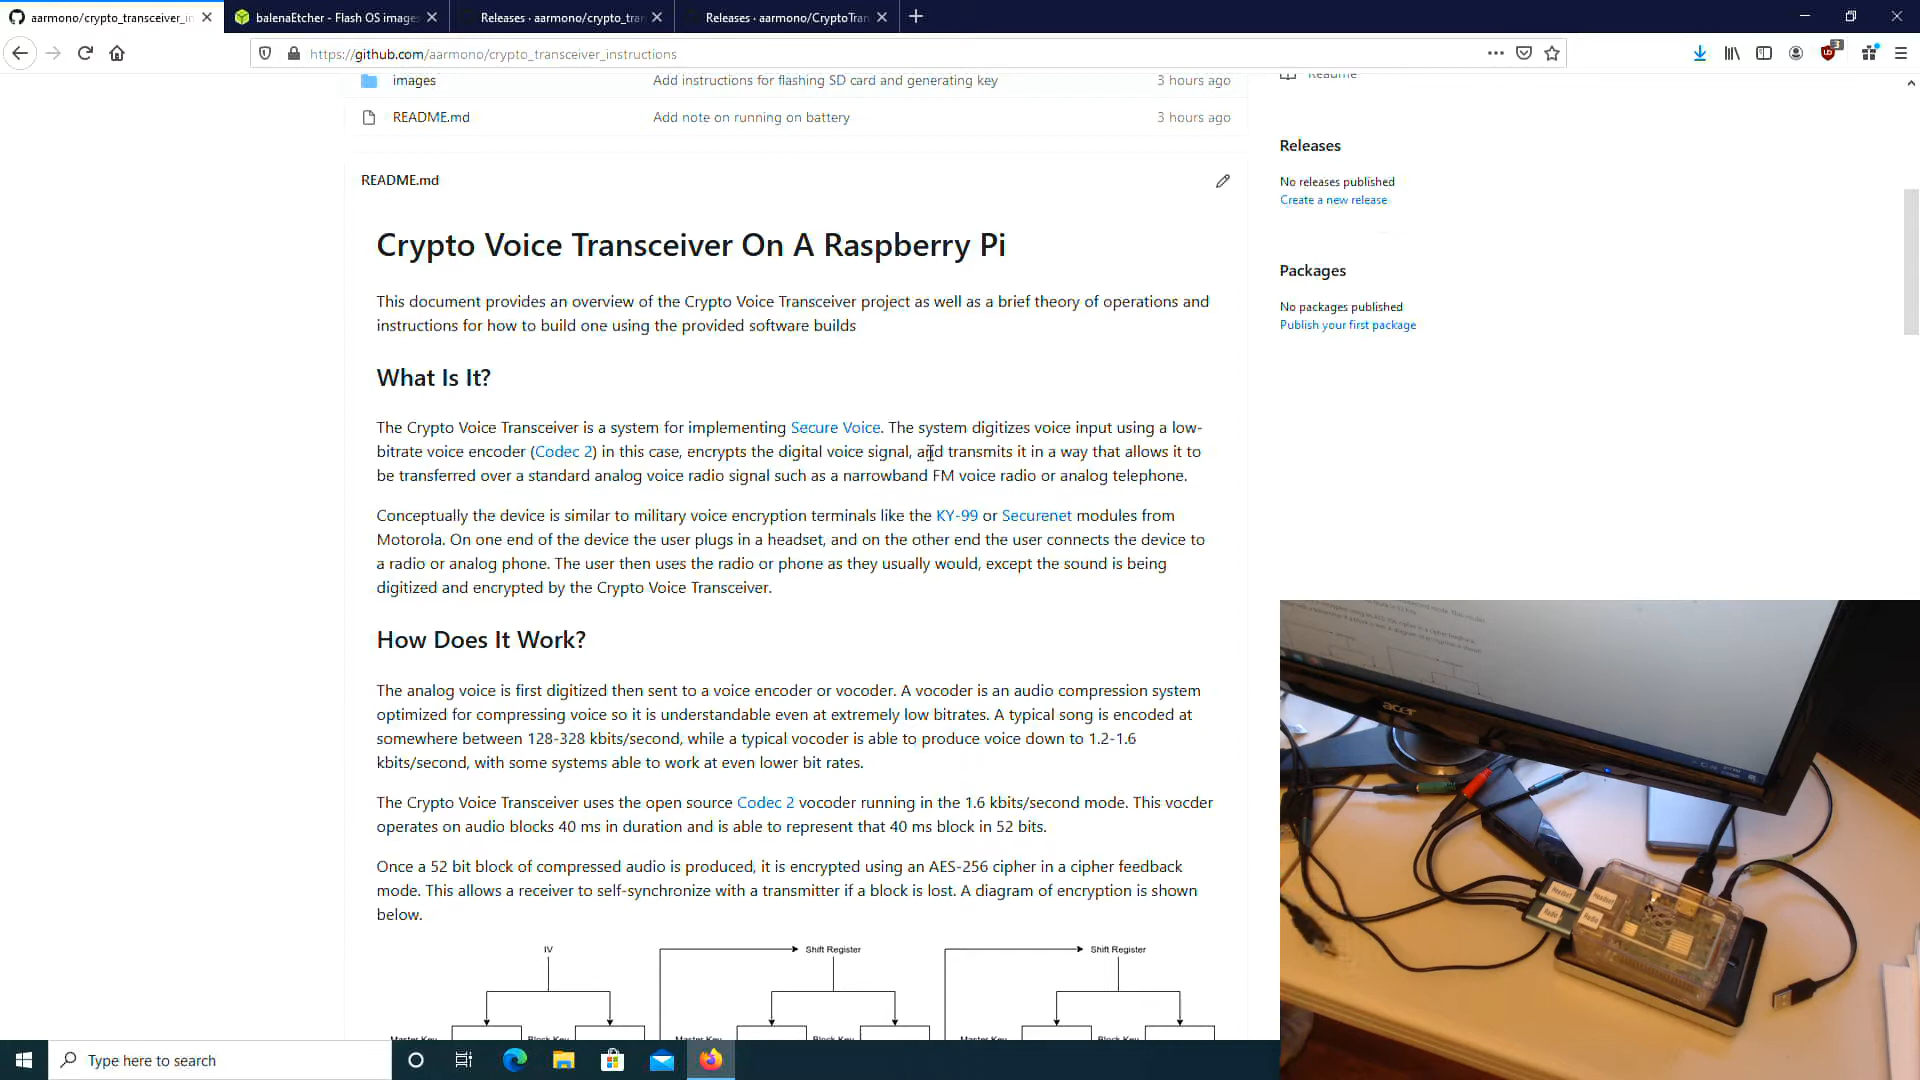 aarmono/crypto_transceiver_in
balenaEtcher - Flash OS images
Releases · aarmono/crypto_tran
Releases · aarmono/CryptoTran
https://github.com/aarmono/crypto_transceiver_instructions
3
images
Add instructions for flashing SD card and generating key
3 hours ago
Readme
README.md
Add note on running on battery
3 hours ago
Releases
README.md
No releases published
Create a new release
Crypto Voice Transceiver On A Raspberry Pi
Packages
This document provides an overview of the Crypto Voice Transceiver project as well as a brief theory of operations and
No packages published
instructions for how to build one using the provided software builds
Publish your first package
What Is It?
The Crypto Voice Transceiver is a system for implementing Secure Voice. The system digitizes voice input using a low-
bitrate voice encoder (Codec 2) in this case, encrypts the digital voice signal, and transmits it in a way that allows it to
be transferred over a standard analog voice radio signal such as a narrowband FM voice radio or analog telephone.
Conceptually the device is similar to military voice encryption terminals like the KY-99 or Securenet modules from
Motorola. On one end of the device the user plugs in a headset, and on the other end the user connects the device to
a radio or analog phone. The user then uses the radio or phone as they usually would, except the sound is being
digitized and encrypted by the Crypto Voice Transceiver.
How Does It Work?
The analog voice is first digitized then sent to a voice encoder or vocoder. A vocoder is an audio compression system
optimized for compressing voice so it is understandable even at extremely low bitrates. A typical song is encoded at
somewhere between 128-328 kbits/second, while a typical vocoder is able to produce voice down to 1.2-1.6
kbits/second, with some systems able to work at even lower bit rates.
The Crypto Voice Transceiver uses the open source Codec 2 vocoder running in the 1.6 kbits/second mode. This vocder
operates on audio blocks 40 ms in duration and is able to represent that 40 ms block in 52 bits.
Once a 52 bit block of compressed audio is produced, it is encrypted using an AES-256 cipher in a cipher feedback
mode. This allows a receiver to self-synchronize with a transmitter if a block is lost. A diagram of encryption is shown
below.
IV
Shift Register
Shift Register
Master Key
Block Key
Master Key
Block Key
Master Key
Block Key
acer
Headset
Headset
Radio
Radio
Type here to search